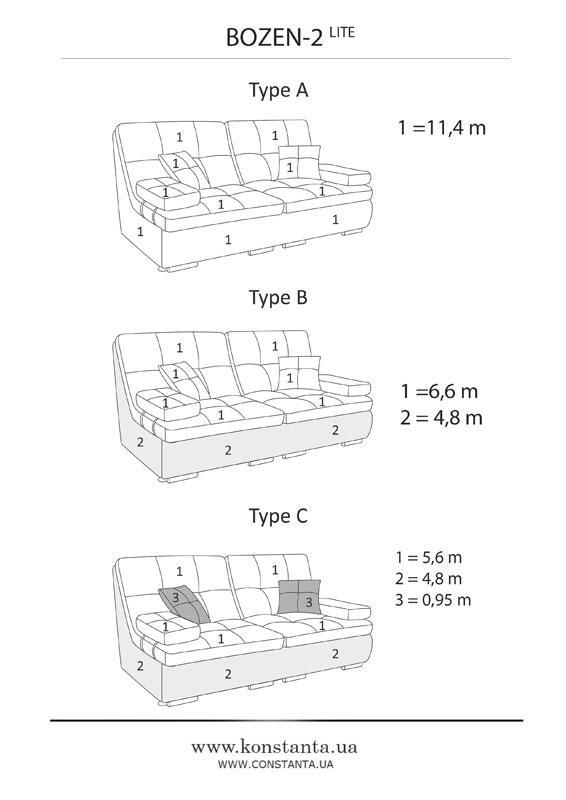 BOZEN-2 LITE
Type A
1 =11,4 m
1
1
1
1
1
1
1
1
1
1
Type B
1 =6,6 m
2 = 4,8 m
1
1
1
1
1
1
1
2
2
2
Type C
1 = 5,6 m
2 = 4,8 m
3 = 0,95 m
1
1
3
3
1
1
1
2
2
2
www.konstanta.ua
WWW.CONSTANTA.UA